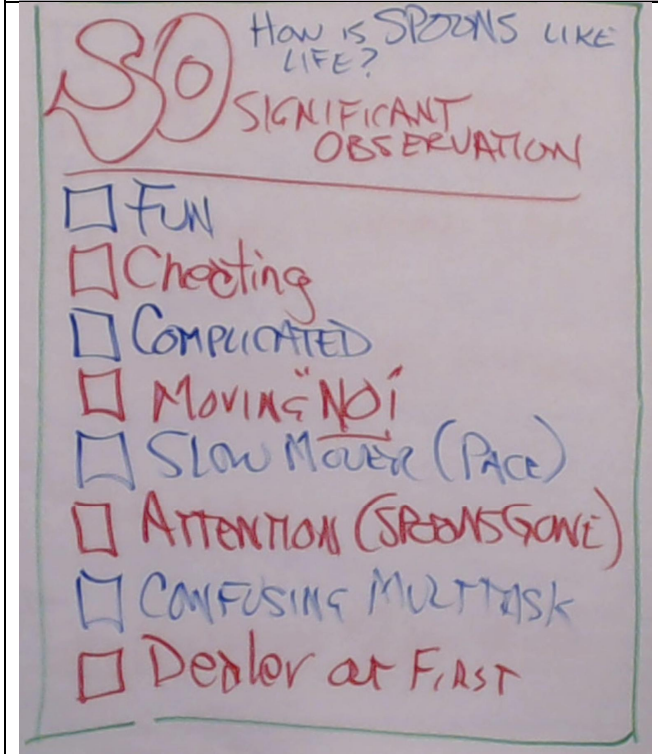 SO
How is SPOONS LIKE
LIFE?
SIGNIFICANT
OBSERVATION
FUN
Cheating
COMPLICATED
MOVING "NO"
SLOW MOVER (PACE)
ATTENTION (SPOONS GONE)
CONFUSING MULTITASK
Dealer at FIRST